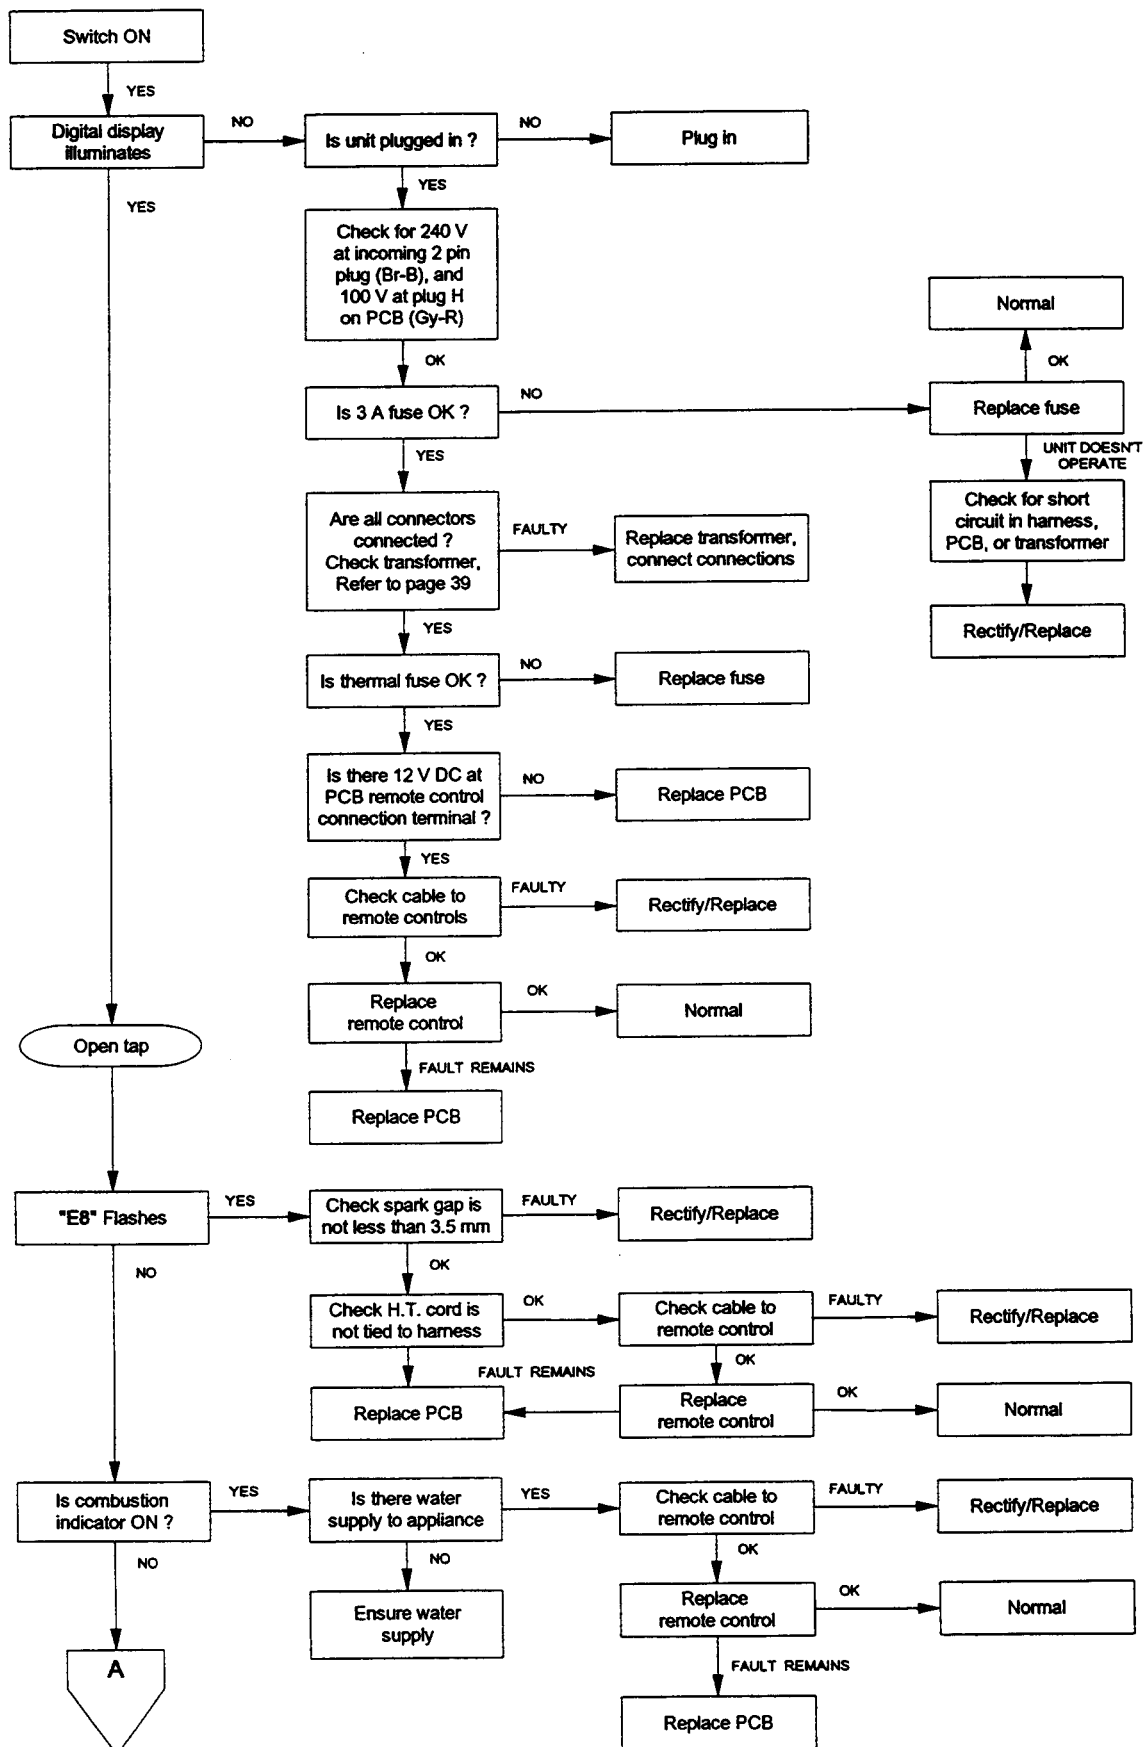 Switch ON
YES
Digital display
illuminates
NO
Is unit plugged in ?
NO
Plug in
YES
YES
Check for 240 V
at incoming 2 pin
plug (Br-B), and
100 V at plug H
on PCB (Gy-R)
OK
Is 3 A fuse OK ?
NO
Normal
OK
Replace fuse
UNIT DOESN'T
OPERATE
Check for short
circuit in harness,
PCB, or transformer
Rectify/Replace
YES
Are all connectors
connected ?
Check transformer,
Refer to page 39
FAULTY
Replace transformer,
connect connections
YES
Is thermal fuse OK ?
NO
Replace fuse
YES
Is there 12 V DC at
PCB remote control
connection terminal ?
NO
Replace PCB
YES
Check cable to
remote controls
FAULTY
Rectify/Replace
OK
Replace
remote control
OK
Normal
FAULT REMAINS
Replace PCB
Open tap
"E8" Flashes
YES
Check spark gap is
not less than 3.5 mm
FAULTY
Rectify/Replace
NO
OK
Check H.T. cord is
not tied to harness
OK
Check cable to
remote control
FAULTY
Rectify/Replace
FAULT REMAINS
OK
Replace PCB
Replace
remote control
OK
Normal
Is combustion
indicator ON ?
YES
Is there water
supply to appliance
YES
Check cable to
remote control
FAULTY
Rectify/Replace
NO
NO
OK
Ensure water
supply
Replace
remote control
OK
Normal
A
FAULT REMAINS
Replace PCB